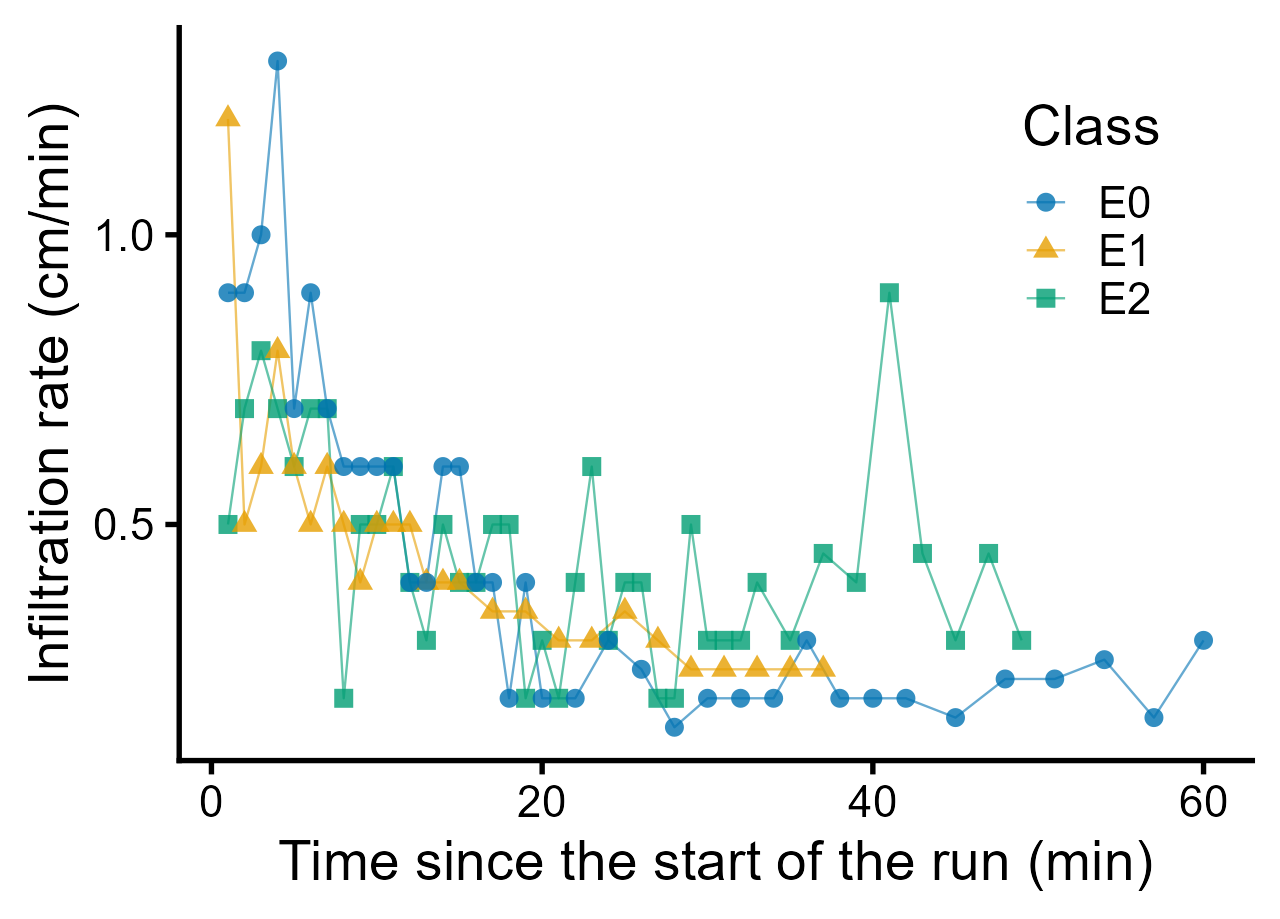 Infiltration rate (cm/min)
1.0
0.5
Class
E0
E1
E2
0 20 40 60
Time since the start of the run (min)